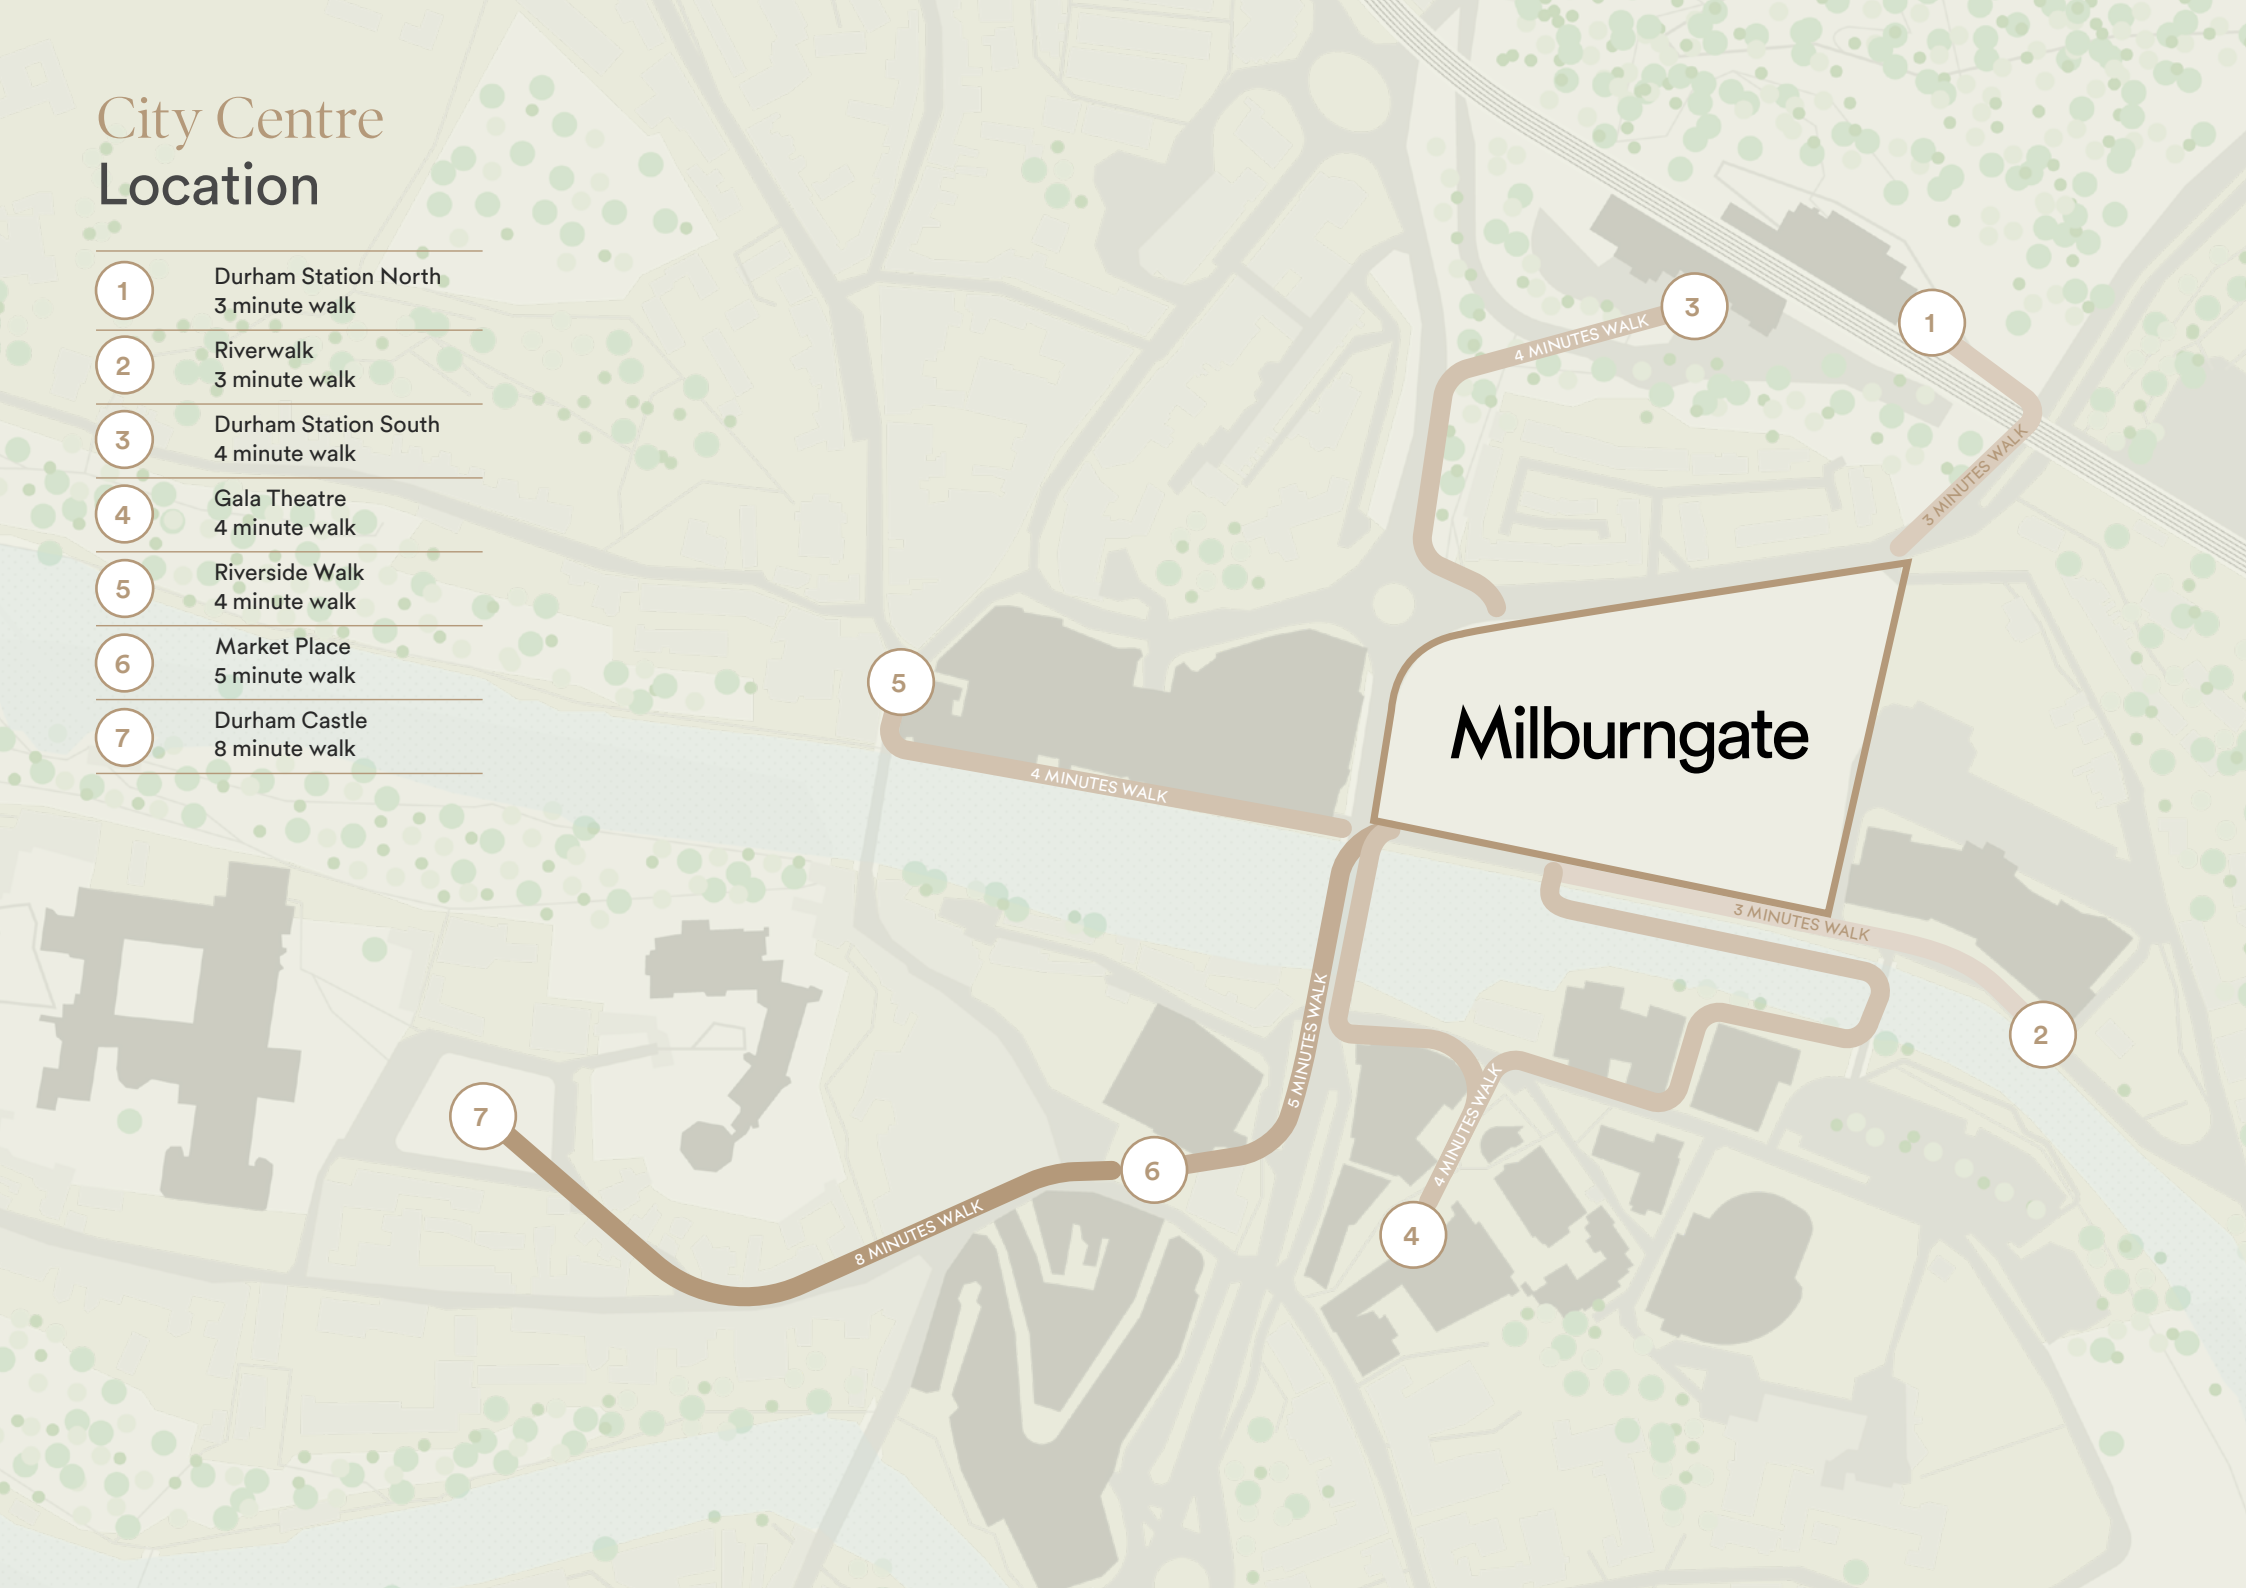 City Centre
Location
1
Durham Station North
3 minute walk
2
Riverwalk
3 minute walk
3
Durham Station South
4 minute walk
4
Gala Theatre
4 minute walk
5
Riverside Walk
4 minute walk
6
Market Place
5 minute walk
7
Durham Castle
8 minute walk
3
4 MINUTES WALK
1
3 MINUTES WALK
5
4 MINUTES WALK
Milburngate
3 MINUTES WALK
2
5 MINUTES WALK
4 MINUTES WALK
7
6
8 MINUTES WALK
4